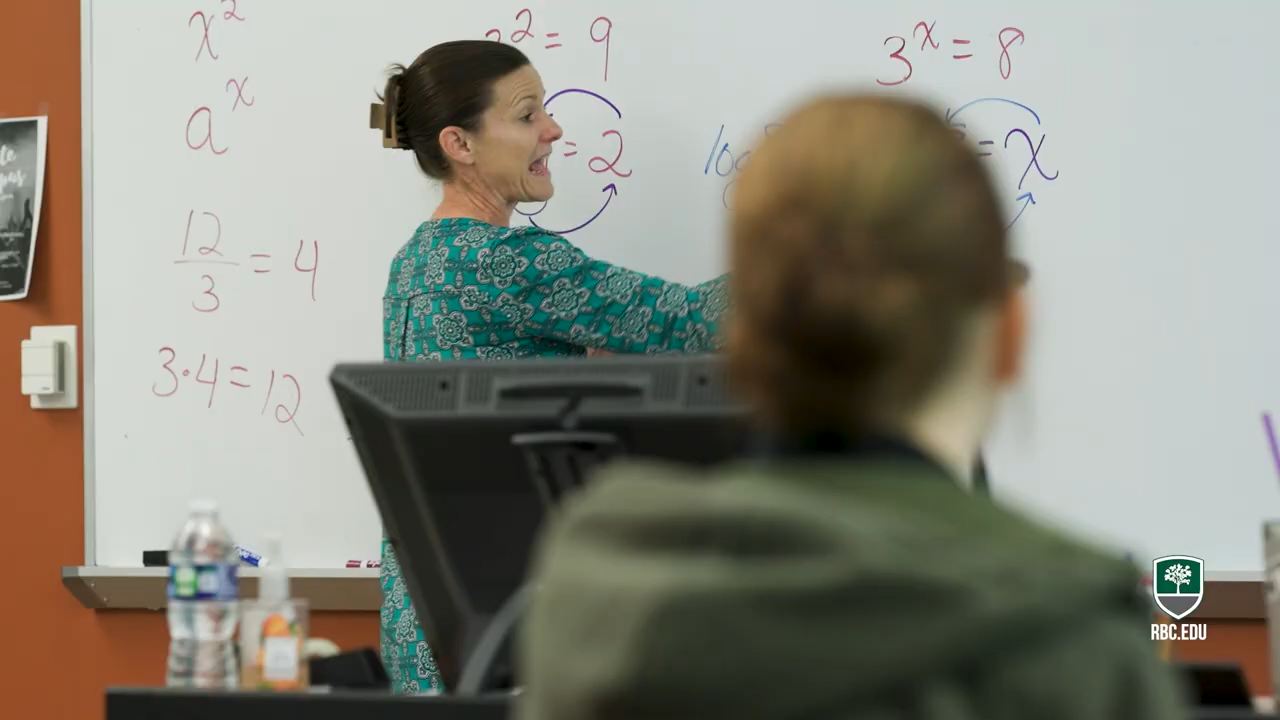 x²
aˣ
12/3 = 4
3·4=12
² = 9
= 2
3ˣ = 8
= x
RBC.EDU